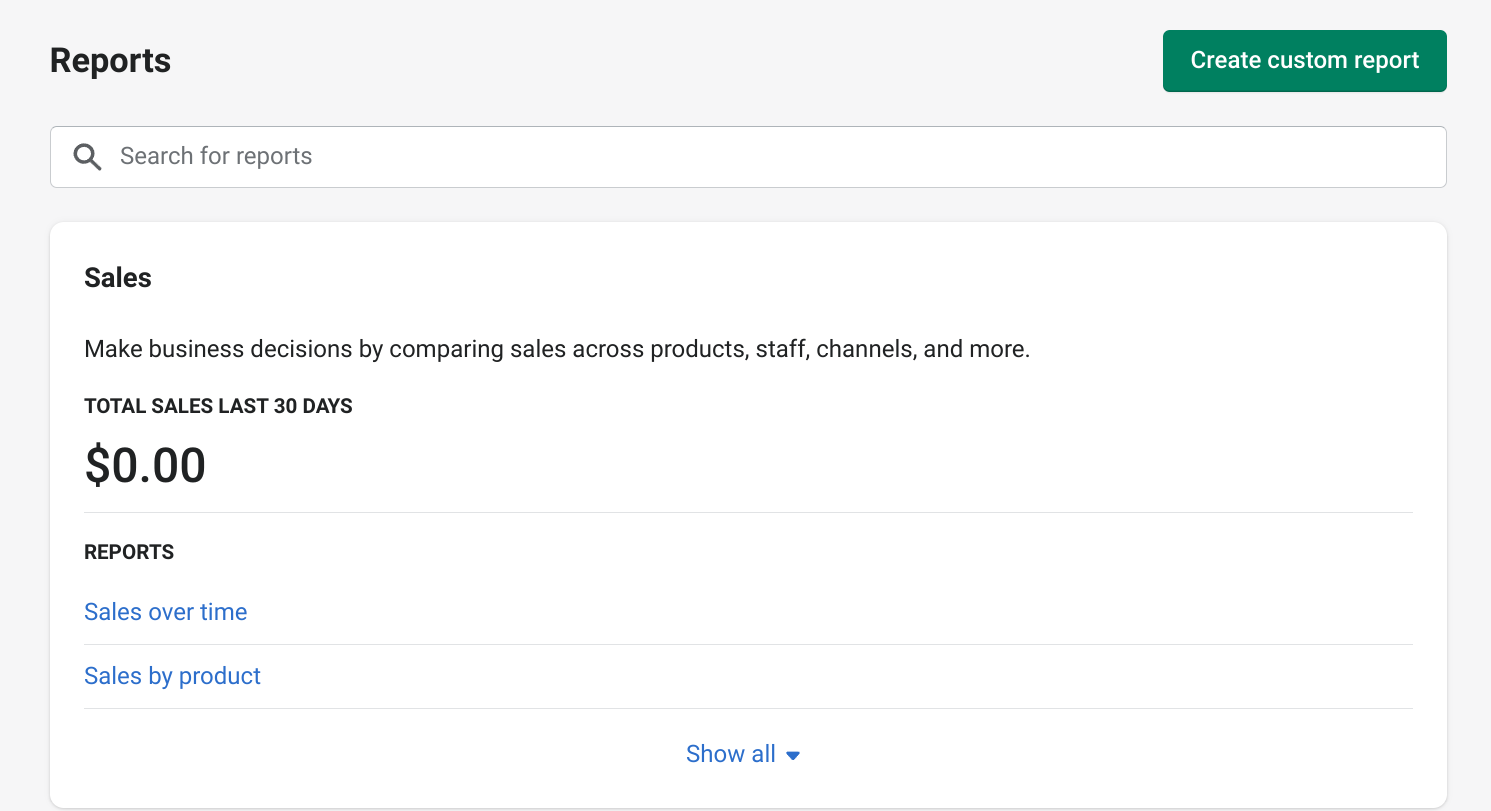 Reports
Create custom report
Search for reports
Sales
Make business decisions by comparing sales across products, staff, channels, and more.
TOTAL SALES LAST 30 DAYS
$0.00
REPORTS
Sales over time
Sales by product
Show all